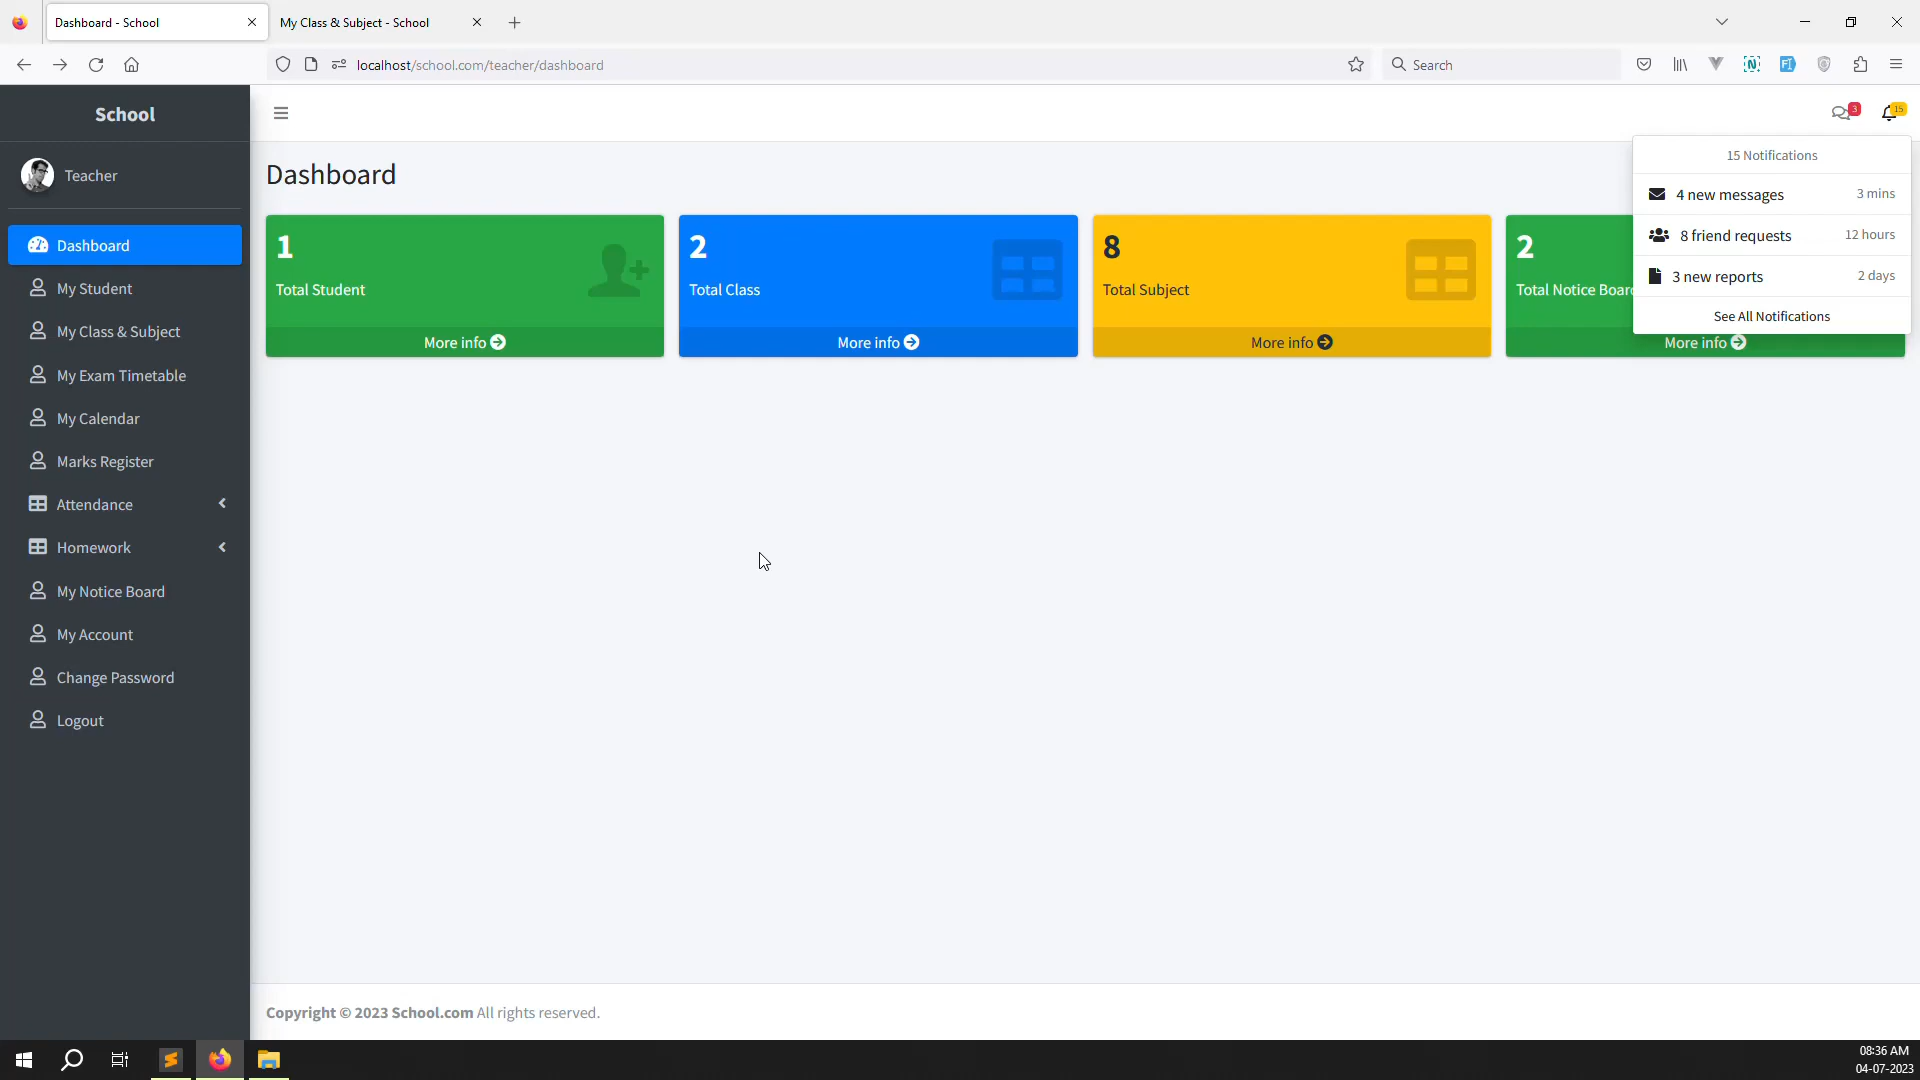 Dashboard - School
My Class & Subject - School
localhost/school.com/teacher/dashboard
Search
School
3
15
Teacher
Dashboard
My Student
My Class & Subject
My Exam Timetable
My Calendar
Marks Register
Attendance
Homework
My Notice Board
My Account
Change Password
Logout
Dashboard
1
Total Student
More info
2
Total Class
More info
8
Total Subject
More info
2
Total Notice Board
More info
15 Notifications
4 new messages 3 mins
8 friend requests 12 hours
3 new reports 2 days
See All Notifications
Copyright © 2023 School.com All rights reserved.
08:36 AM
04-07-2023